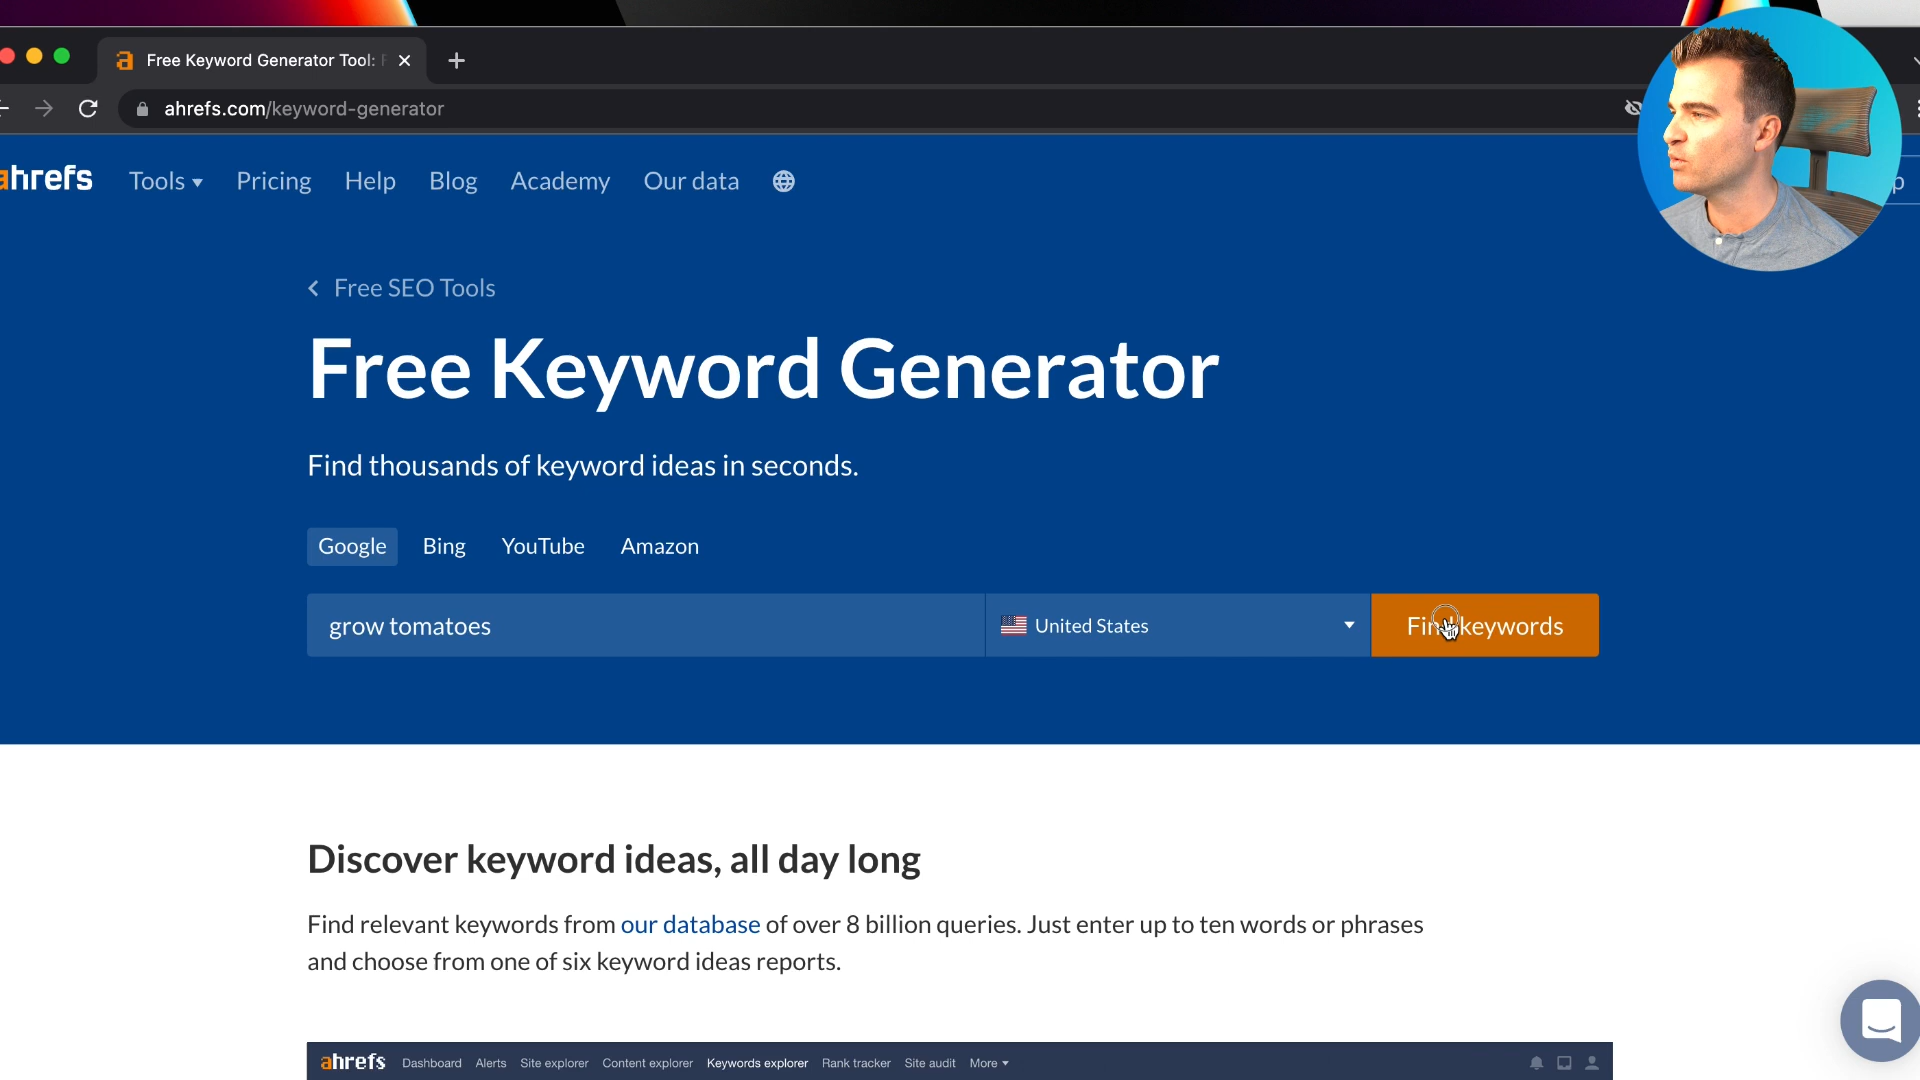 Free Keyword Generator Tool:
ahrefs.com/keyword-generator
ahrefs Tools Pricing Help Blog Academy Our data
Free SEO Tools
Free Keyword Generator
Find thousands of keyword ideas in seconds.
Google Bing YouTube Amazon
grow tomatoes United States Find keywords
Discover keyword ideas, all day long
Find relevant keywords from our database of over 8 billion queries. Just enter up to ten words or phrases
and choose from one of six keyword ideas reports.
ahrefs Dashboard Alerts Site explorer Content explorer Keywords explorer Rank tracker Site audit More